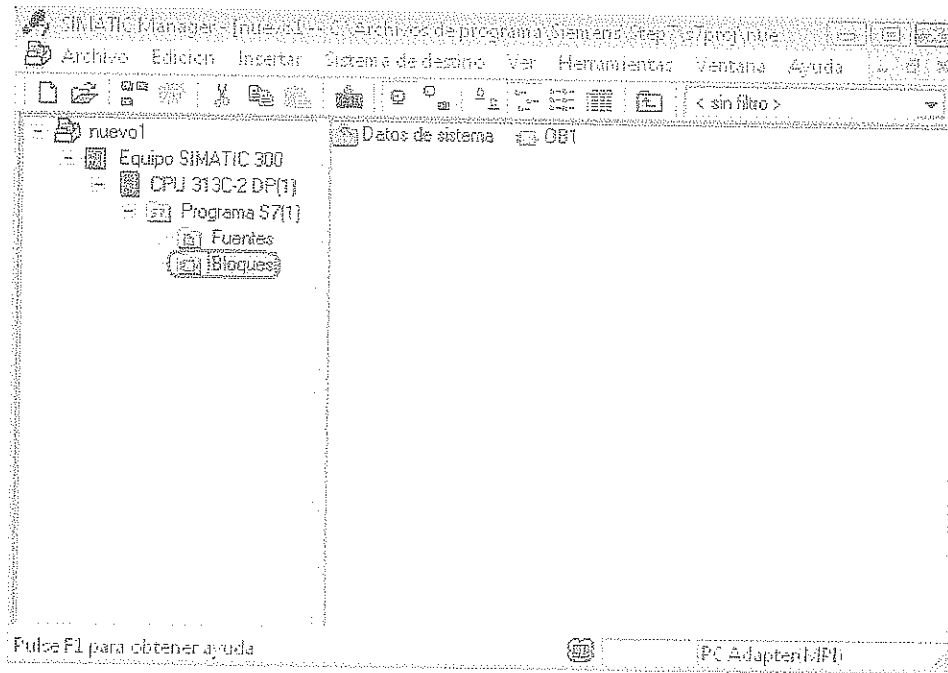 SIMATIC Manager - [nuevo1 -- C:\Archivos de programa\Siemens\Step7\s7proj\nue
Archivo Edicion Insertar Sistema de destino Ver Herramientas Ventana Ayuda
< sin filtro >
nuevo1
Equipo SIMATIC 300
CPU 313C-2 DP(1)
Programa S7(1)
Fuentes
Bloques
Datos de sistema OB1
Pulse F1 para obtener ayuda
PC Adapter(MPI)